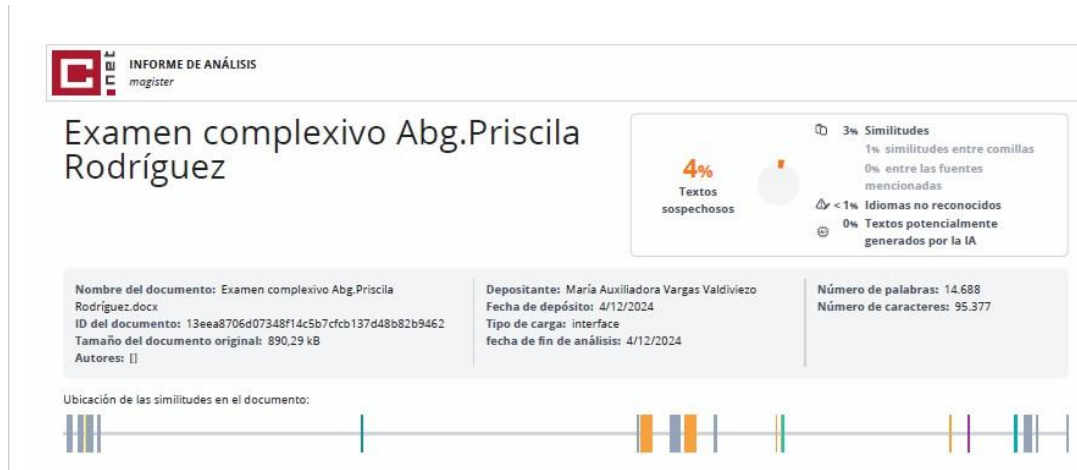 C
inet
INFORME DE ANÁLISIS
magister
Examen complexivo Abg.Priscila
Rodríguez
4%
Textos
sospechosos
3% Similitudes
1% similitudes entre comillas
0% entre las fuentes
mencionadas
< 1% Idiomas no reconocidos
0% Textos potencialmente
generados por la IA
Nombre del documento: Examen complexivo Abg.Priscila
Rodríguez.docx
ID del documento: 13eea8706d07348f14c5b7cfcb137d48b82b9462
Tamaño del documento original: 890,29 kB
Autores: []
Depositante: María Auxiliadora Vargas Valdiviezo
Fecha de depósito: 4/12/2024
Tipo de carga: interface
fecha de fin de análisis: 4/12/2024
Número de palabras: 14.688
Número de caracteres: 95.377
Ubicación de las similitudes en el documento: